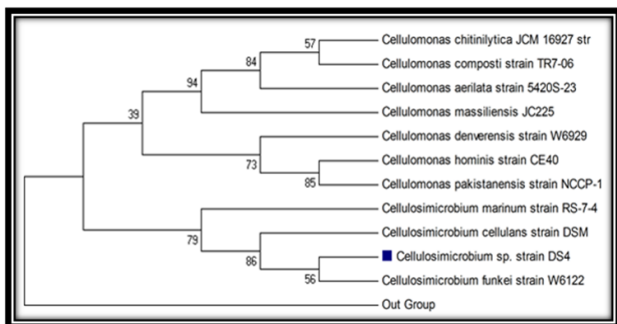 57
Cellulomonas chitinilytica JCM 16927 str
84
Cellulomonas composti strain TR7-06
94
Cellulomonas aerilata strain 5420S-23
39
Cellulomonas massiliensis JC225
Cellulomonas denverensis strain W6929
73
Cellulomonas hominis strain CE40
85
Cellulomonas pakistanensis strain NCCP-1
Cellulosimicrobium marinum strain RS-7-4
79
Cellulosimicrobium cellulans strain DSM
86
Cellulosimicrobium sp. strain DS4
56
Cellulosimicrobium funkei strain W6122
Out Group